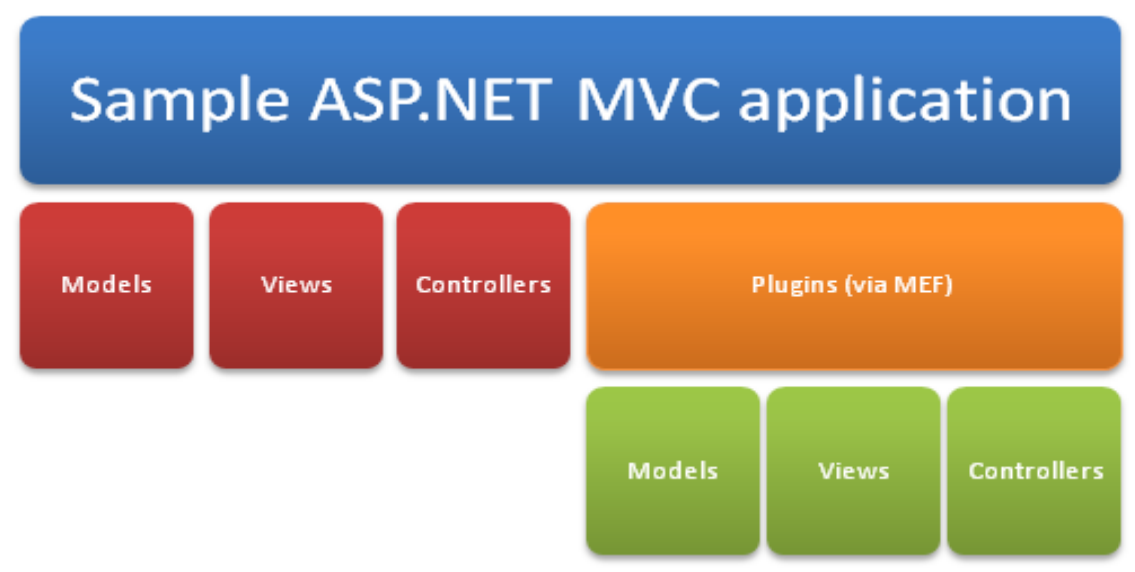 Sample ASP.NET MVC application
Models
Views
Controllers
Plugins (via MEF)
Models
Views
Controllers